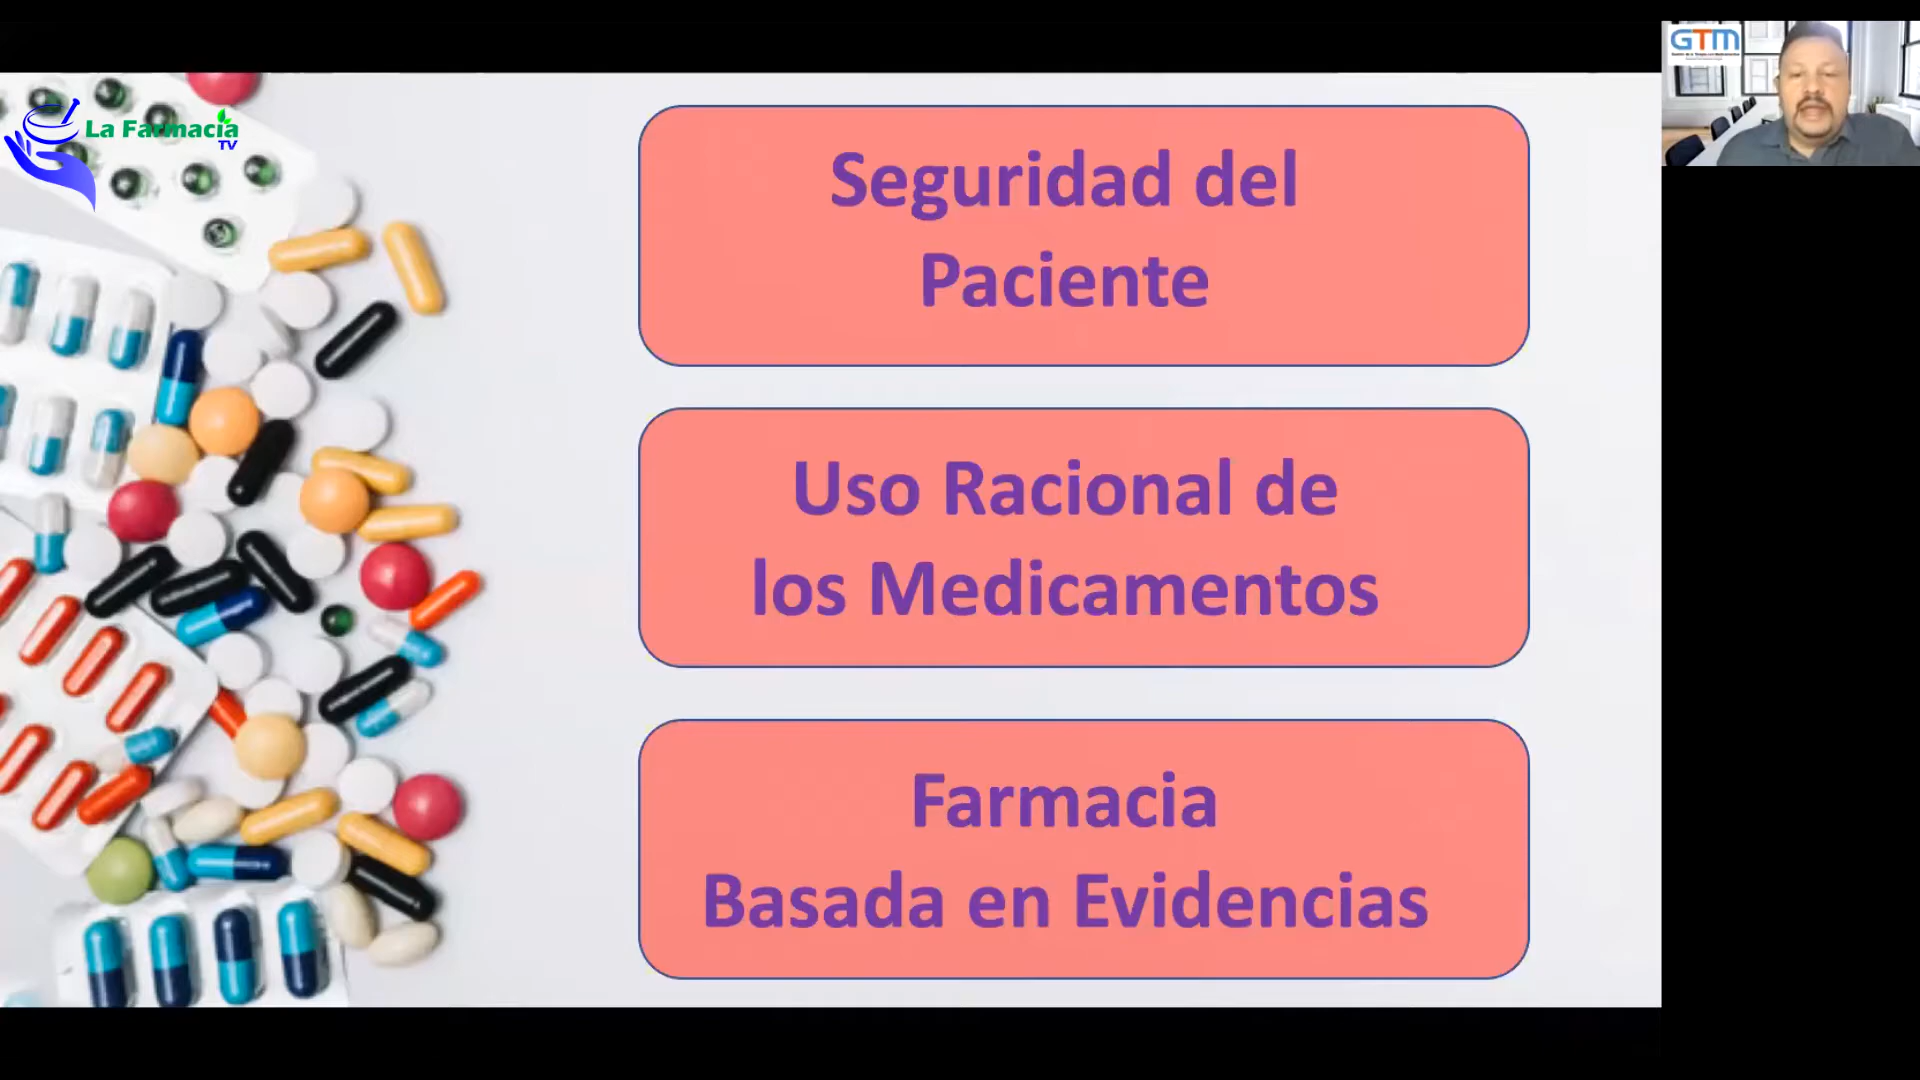 La Farmacia
TV
GTM
Seguridad del
Paciente
Uso Racional de
los Medicamentos
Farmacia
Basada en Evidencias